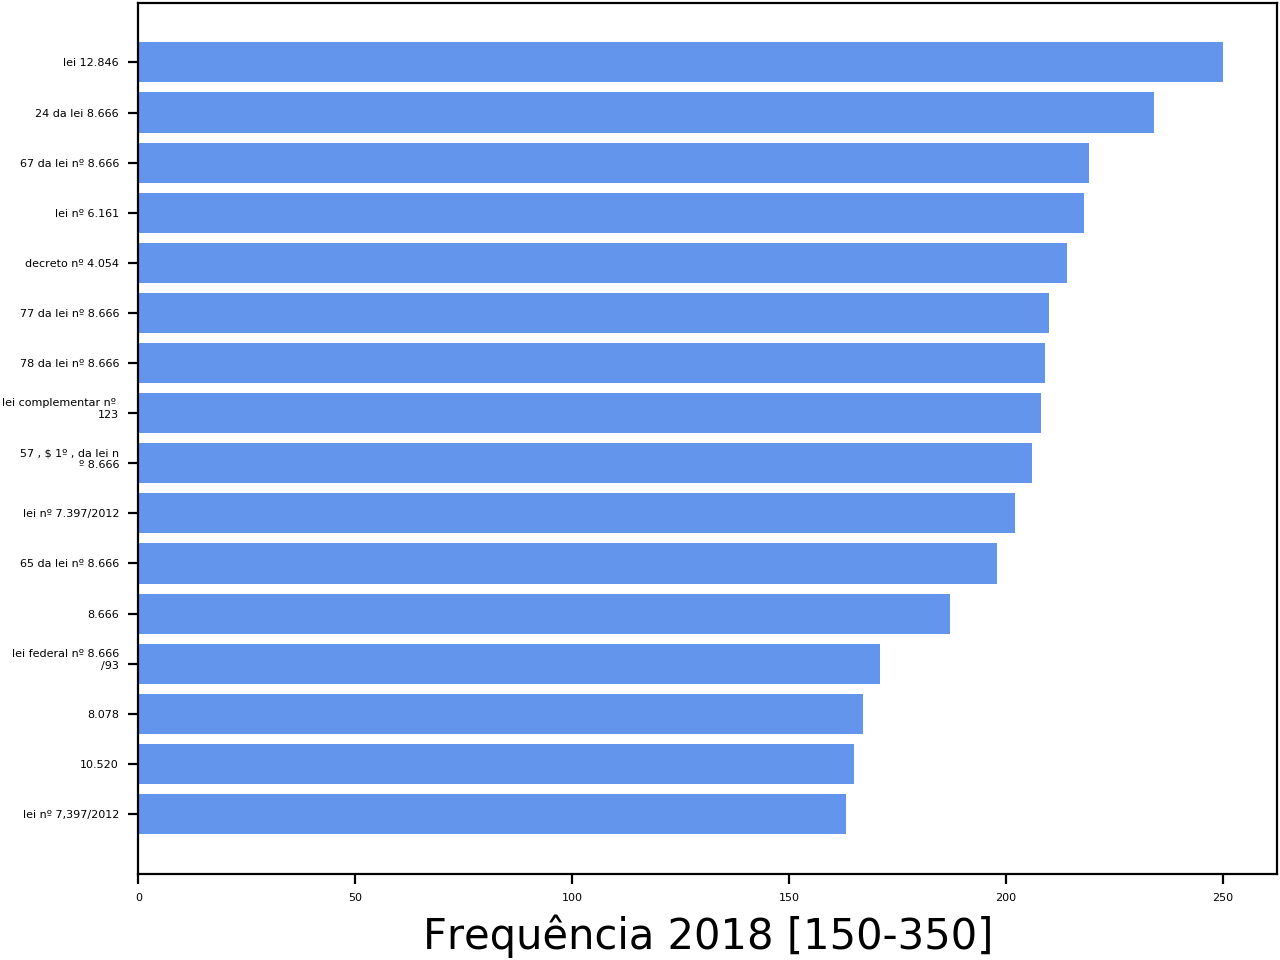 lei 12.846
24 da lei 8.666
67 da lei nº 8.666
lei nº 6.161
decreto nº 4.054
77 da lei nº 8.666
78 da lei nº 8.666
lei complementar nº
123
57 , $ 1º , da lei n
º 8.666
lei nº 7.397/2012
65 da lei nº 8.666
8.666
lei federal nº 8.666
/93
8.078
10.520
lei nº 7,397/2012
0 50 100 150 200 250
Frequência 2018 [150-350]